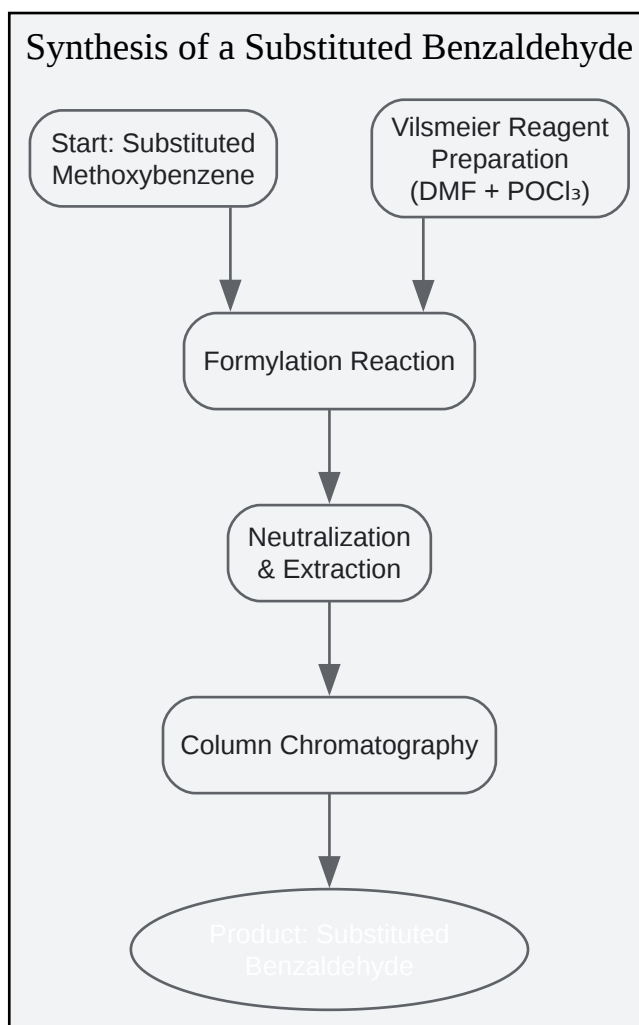 Synthesis of a Substituted Benzaldehyde
Start: Substituted
Methoxybenzene
Vilsmeier Reagent
Preparation
(DMF + POCl₃)
Formylation Reaction
Neutralization
& Extraction
Column Chromatography
Product: Substituted
Benzaldehyde